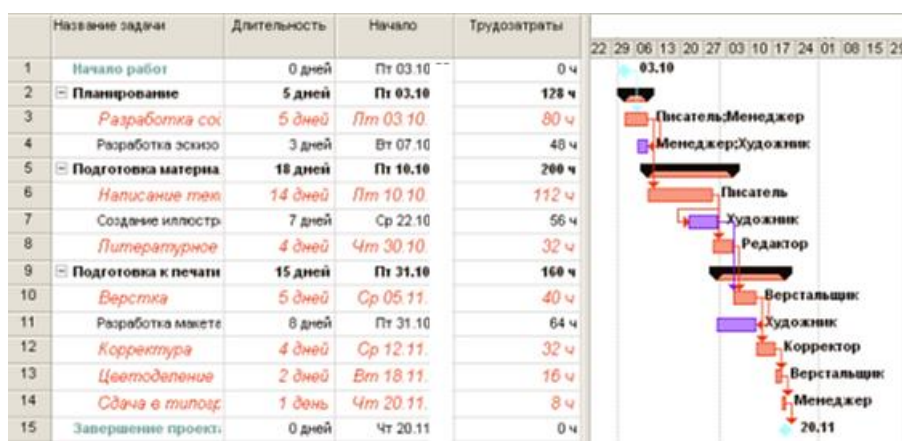 Название задачи Длительность Начало Трудозатраты
22 29 06 13 20 27 03 10 17 24 01 08 15 29
1 Начало работ 0 дней Пт 03.10 0 ч 03.10
2 Планирование 5 дней Пт 03.10 128 ч
3 Разработка сос 5 дней Пт 03.10. 80 ч Писатель;Менеджер
4 Разработка эскизо 3 дней Вт 07.10 48 ч Менеджер;Художник
5 Подготовка материа. 18 дней Пт 10.10 200 ч
6 Написание тек 14 дней Пт 10.10. 112 ч Писатель
7 Создание иллюстр 7 дней Ср 22.10 56 ч Художник
8 Литературное 4 дней Чт 30.10. 32 ч Редактор
9 Подготовка к печати 15 дней Пт 31.10 160 ч
10 Верстка 5 дней Ср 05.11. 40 ч Верстальщик
11 Разработка макета 8 дней Пт 31.10 64 ч Художник
12 Корректура 4 дней Ср 12.11. 32 ч Корректор
13 Цветоделение 2 дней Вт 18.11. 16 ч Верстальщик
14 Сдача в типогр 1 день Чт 20.11. 8 ч Менеджер
15 Завершение проект 0 дней Чт 20.11 0 ч 20.11